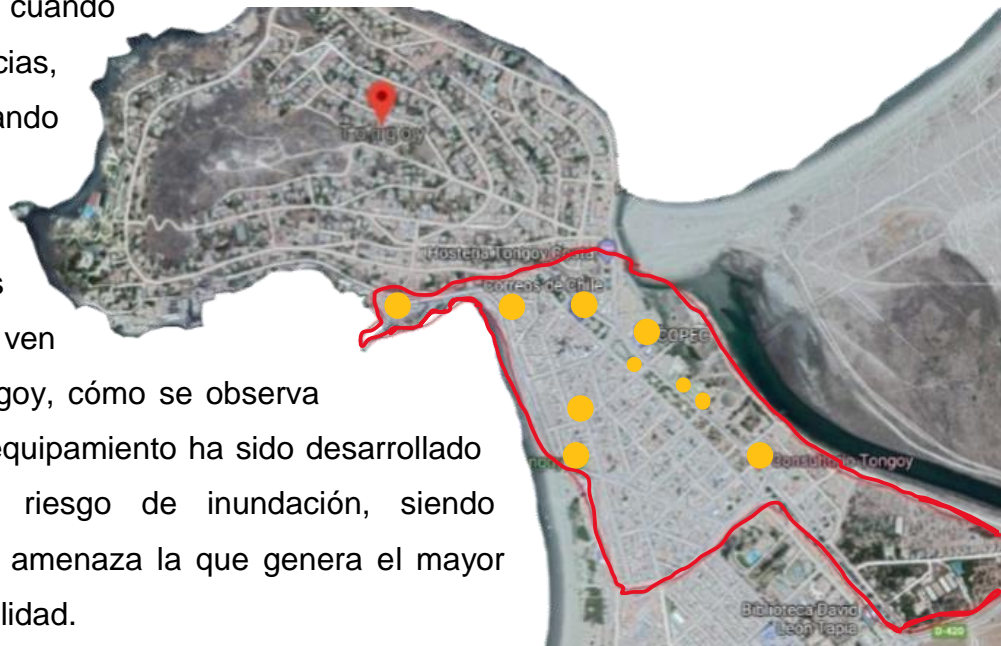 cuando
cias,
ando
s
ven
goy, cómo se observa
equipamiento ha sido desarrollado
riesgo de inundación, siendo
amenaza la que genera el mayor
lidad.
Tongoy
Hostería Tongoy Costa
Correos de Chile
COPEC
Consultorio Tongoy
Biblioteca David
León Tapia
D-420